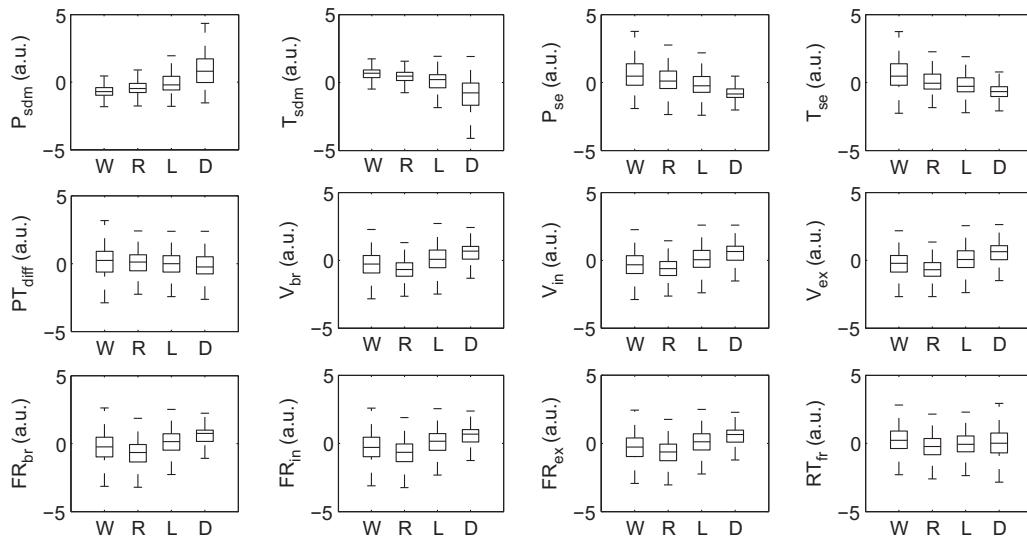 5 5 5 5
P_sdm (a.u.) 0 T_sdm (a.u.) 0 P_se (a.u.) 0 T_se (a.u.) 0
−5 −5 −5 −5
W R L D W R L D W R L D W R L D
5 5 5 5
PT_diff (a.u.) 0 V_br (a.u.) 0 V_in (a.u.) 0 V_ex (a.u.) 0
−5 −5 −5 −5
W R L D W R L D W R L D W R L D
5 5 5 5
FR_br (a.u.) 0 FR_in (a.u.) 0 FR_ex (a.u.) 0 RT_fr (a.u.) 0
−5 −5 −5 −5
W R L D W R L D W R L D W R L D